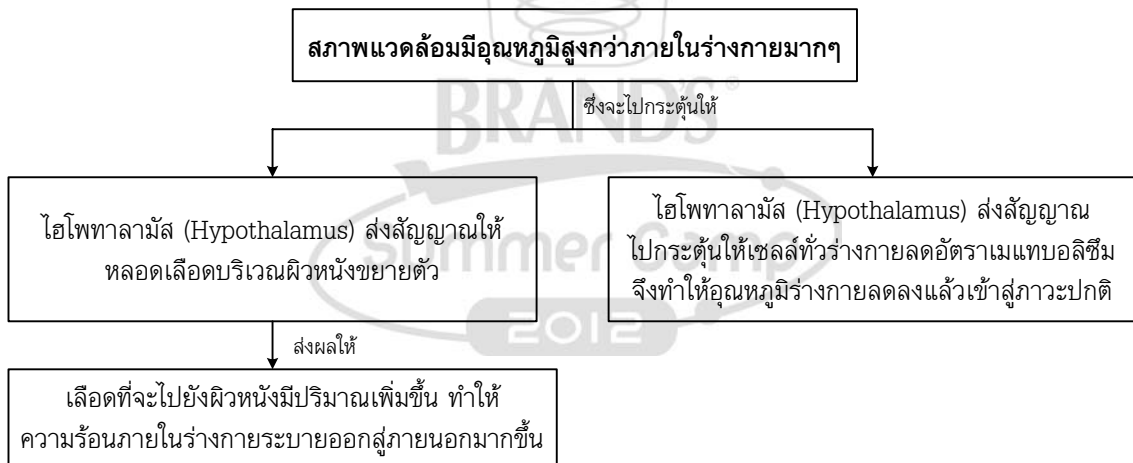 สภาพแวดล้อมมีอุณหภูมิสูงกว่าภายในร่างกายมากๆ
BRAND'S®
ซึ่งจะไปกระตุ้นให้
ไฮโพทาลามัส (Hypothalamus) ส่งสัญญาณให้
หลอดเลือดบริเวณผิวหนังขยายตัว
ไฮโพทาลามัส (Hypothalamus) ส่งสัญญาณ
ไปกระตุ้นให้เซลล์ทั่วร่างกายลดอัตราเมแทบอลิซึม
จึงทำให้อุณหภูมิร่างกายลดลงแล้วเข้าสู่ภาวะปกติ
Summer Camp
2012
ส่งผลให้
เลือดที่จะไปยังผิวหนังมีปริมาณเพิ่มขึ้น ทำให้
ความร้อนภายในร่างกายระบายออกสู่ภายนอกมากขึ้น